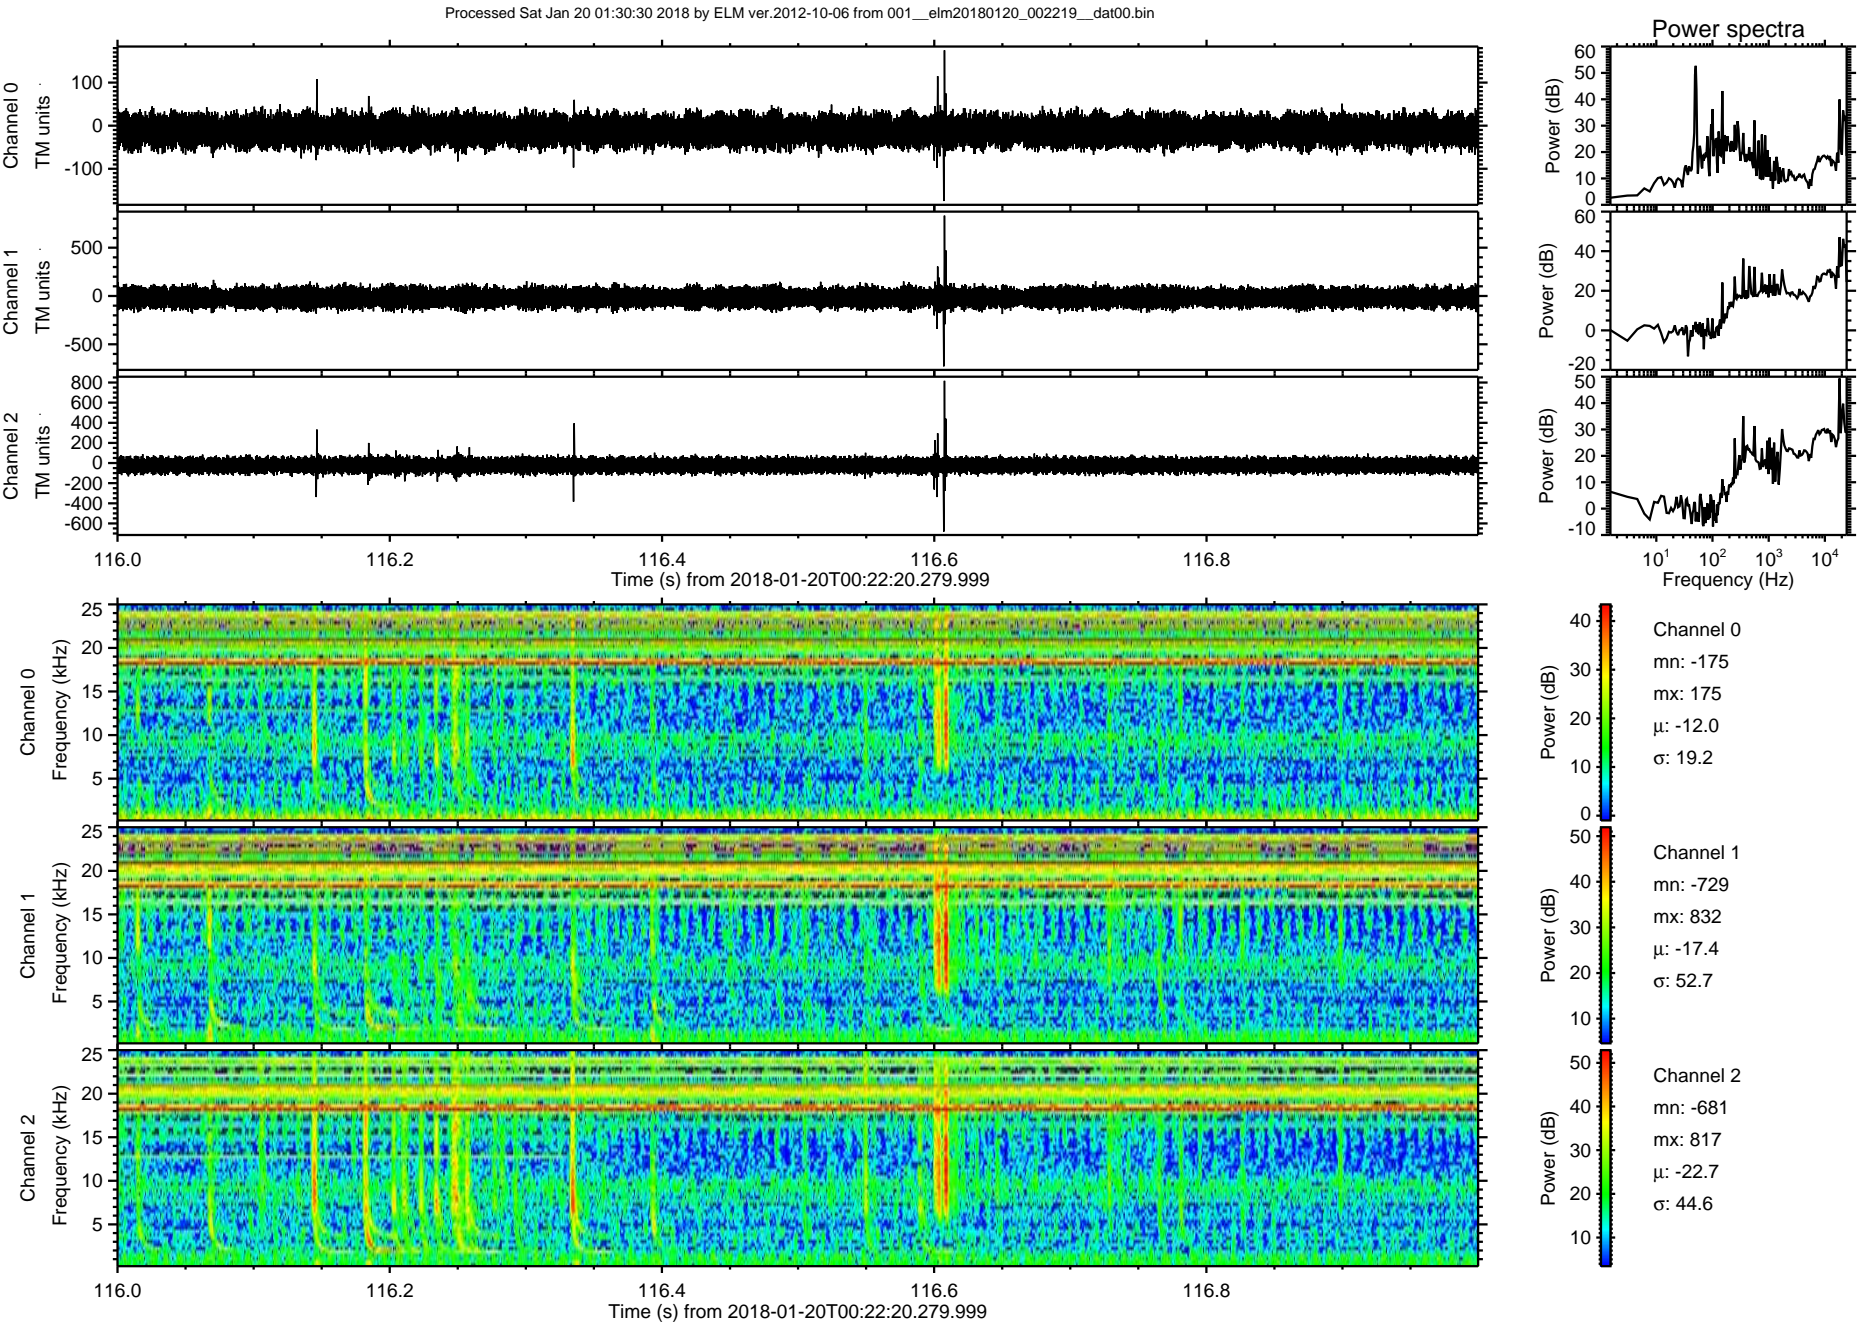 Processed Sat Jan 20 01:30:30 2018 by ELM ver.2012-10-06 from 001__elm20180120_002219__dat00.bin
Power spectra
Channel 0
TM units
100
0
-100
Power (dB)
60
50
40
30
20
10
0
Channel 1
TM units
500
0
-500
Power (dB)
60
40
20
0
-20
Channel 2
TM units
800
600
400
200
0
-200
-400
-600
Power (dB)
50
40
30
20
10
0
-10
116.0 116.2 116.4 116.6 116.8
Time (s) from 2018-01-20T00:22:20.279.999
10^1 10^2 10^3 10^4
Frequency (Hz)
Channel 0
Frequency (kHz)
25
20
15
10
5
Power (dB)
40
30
20
10
0
Channel 0
mn: -175
mx: 175
μ: -12.0
σ: 19.2
Channel 1
Frequency (kHz)
25
20
15
10
5
Power (dB)
50
40
30
20
10
Channel 1
mn: -729
mx: 832
μ: -17.4
σ: 52.7
Channel 2
Frequency (kHz)
25
20
15
10
5
Power (dB)
50
40
30
20
10
Channel 2
mn: -681
mx: 817
μ: -22.7
σ: 44.6
116.0 116.2 116.4 116.6 116.8
Time (s) from 2018-01-20T00:22:20.279.999